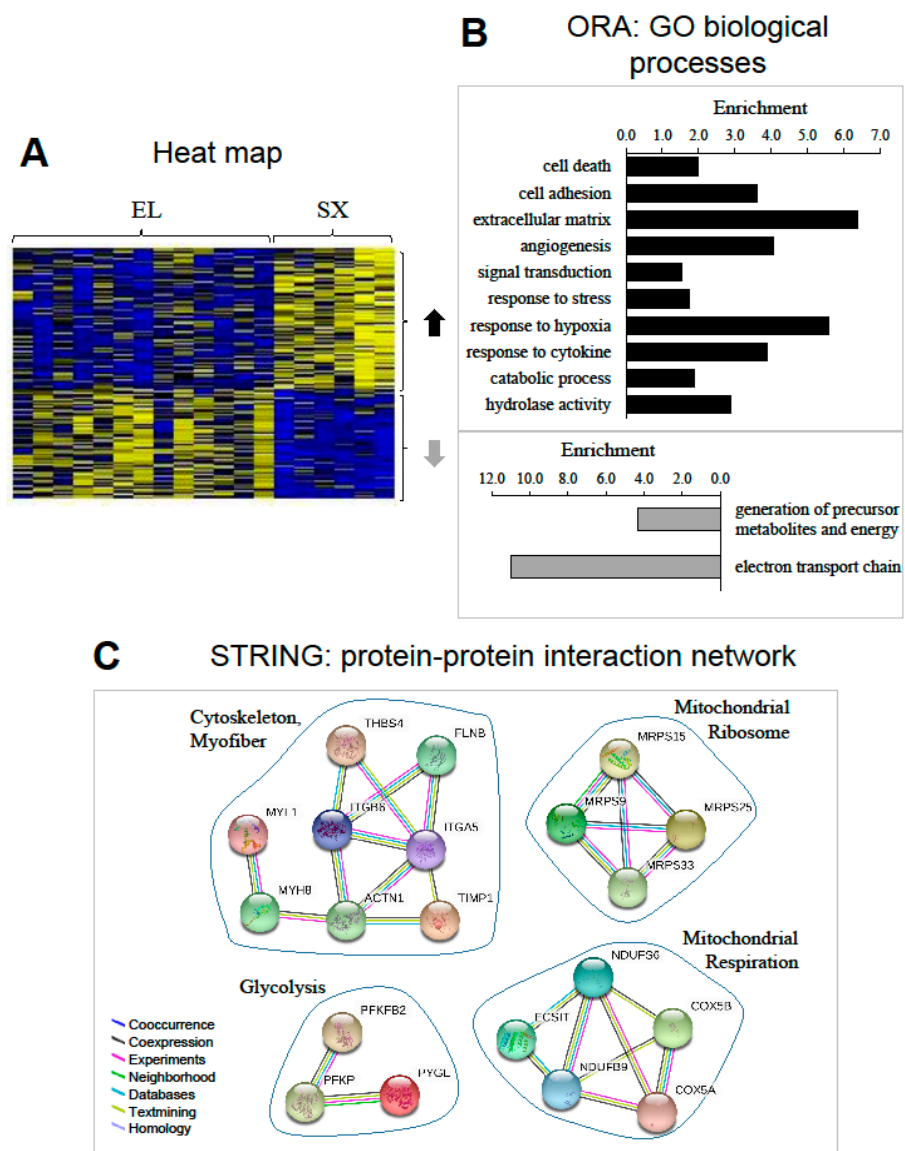 A
Heat map
EL
SX
B
ORA: GO biological
processes
Enrichment
0.0 1.0 2.0 3.0 4.0 5.0 6.0 7.0
cell death
cell adhesion
extracellular matrix
angiogenesis
signal transduction
response to stress
response to hypoxia
response to cytokine
catabolic process
hydrolase activity
Enrichment
12.0 10.0 8.0 6.0 4.0 2.0 0.0
generation of precursor
metabolites and energy
electron transport chain
C
STRING: protein-protein interaction network
Cytoskeleton,
Myofiber
THBS4
FLNB
ITGB6
MYL1
ITGA5
MYH8
ACTN1
TIMP1
Mitochondrial
Ribosome
MRPS15
MRPS9
MRPS25
MRPS33
Glycolysis
PFKFB2
PFKP
PYGL
Mitochondrial
Respiration
NDUFS6
COX5B
ECSIT
NDUFB9
COX5A
Cooccurrence
Coexpression
Experiments
Neighborhood
Databases
Textmining
Homology